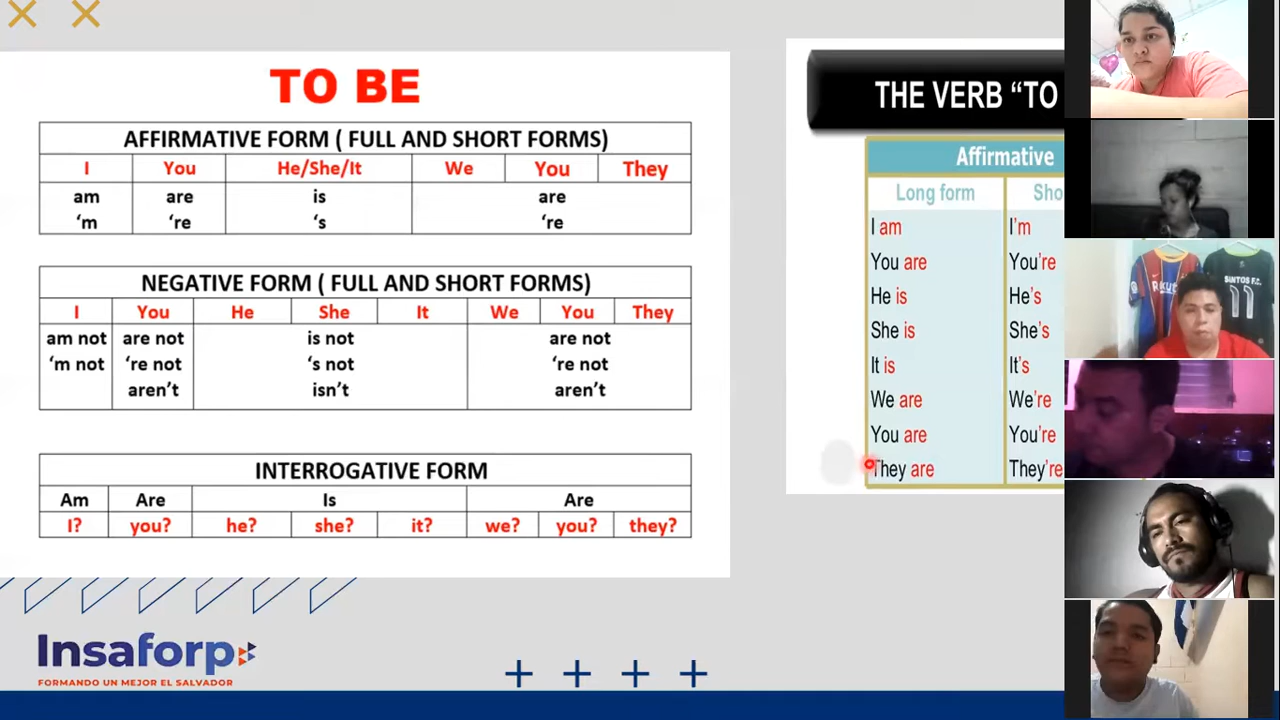 TO BE
AFFIRMATIVE FORM ( FULL AND SHORT FORMS)
I You He/She/It We You They
am are is are
‘m ‘re ‘s ‘re
NEGATIVE FORM ( FULL AND SHORT FORMS)
I You He She It We You They
am not are not is not are not
‘m not ‘re not ‘s not ‘re not
aren’t isn’t aren’t
INTERROGATIVE FORM
Am Are Is Are
I? you? he? she? it? we? you? they?
Insaforp
FORMANDO UN MEJOR EL SALVADOR
THE VERB “TO
Affirmative
Long form Sho
I am I’m
You are You’re
He is He’s
She is She’s
It is It’s
We are We’re
You are You’re
They are They’re
SANTOS F.C.
11